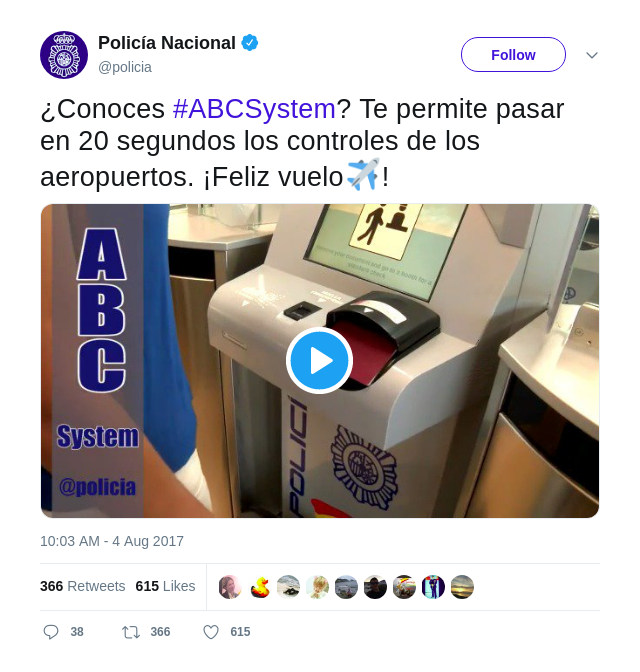 Policía Nacional
@policia
Follow
¿Conoces #ABCSystem? Te permite pasar
en 20 segundos los controles de los
aeropuertos. ¡Feliz vuelo✈️!
A
B
C
System
@policia
POLICI
10:03 AM - 4 Aug 2017
366 Retweets 615 Likes
38 366 615